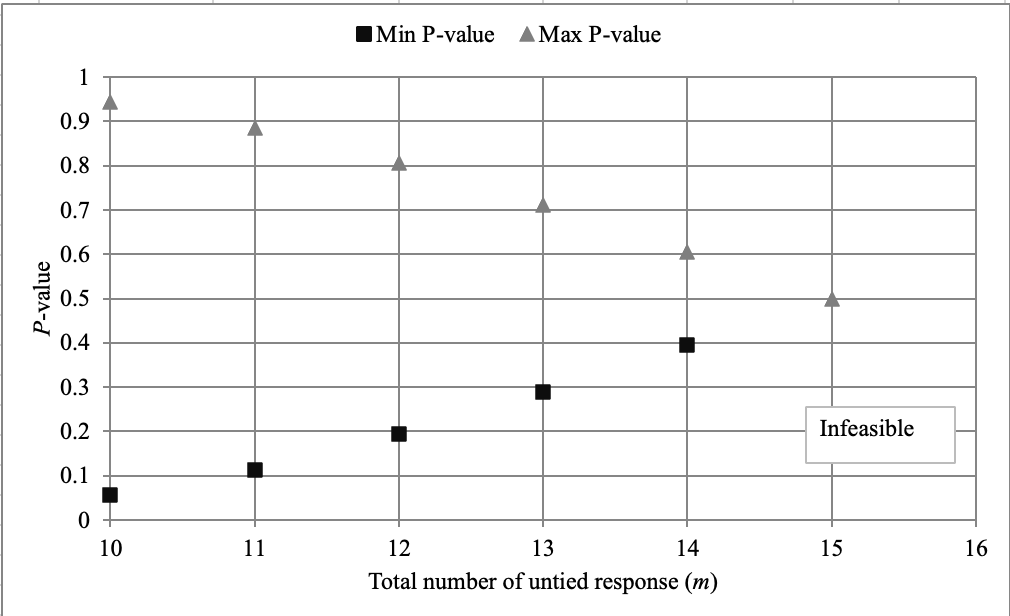 Min P-value Max P-value
1
0.9
0.8
0.7
0.6
0.5
0.4
0.3
0.2
0.1
0
P-value
Infeasible
10 11 12 13 14 15 16
Total number of untied response (m)